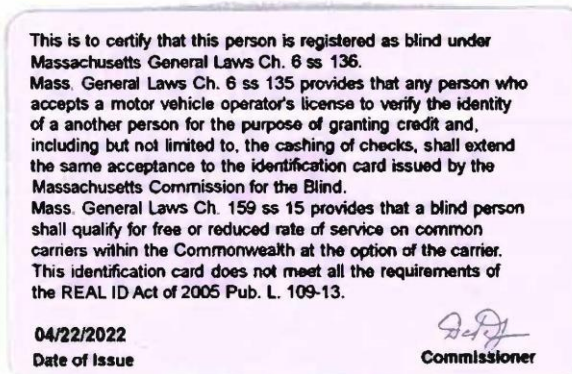 This is to certify that this person is registered as blind under
Massachusetts General Laws Ch. 6 ss 136.
Mass. General Laws Ch. 6 ss 135 provides that any person who
accepts a motor vehicle operator's license to verify the identity
of a another person for the purpose of granting credit and,
including but not limited to, the cashing of checks, shall extend
the same acceptance to the identification card issued by the
Massachusetts Commission for the Blind.
Mass. General Laws Ch. 159 ss 15 provides that a blind person
shall qualify for free or reduced rate of service on common
carriers within the Commonwealth at the option of the carrier.
This identification card does not meet all the requirements of
the REAL ID Act of 2005 Pub. L. 109-13.
04/22/2022
Date of Issue
Commissioner